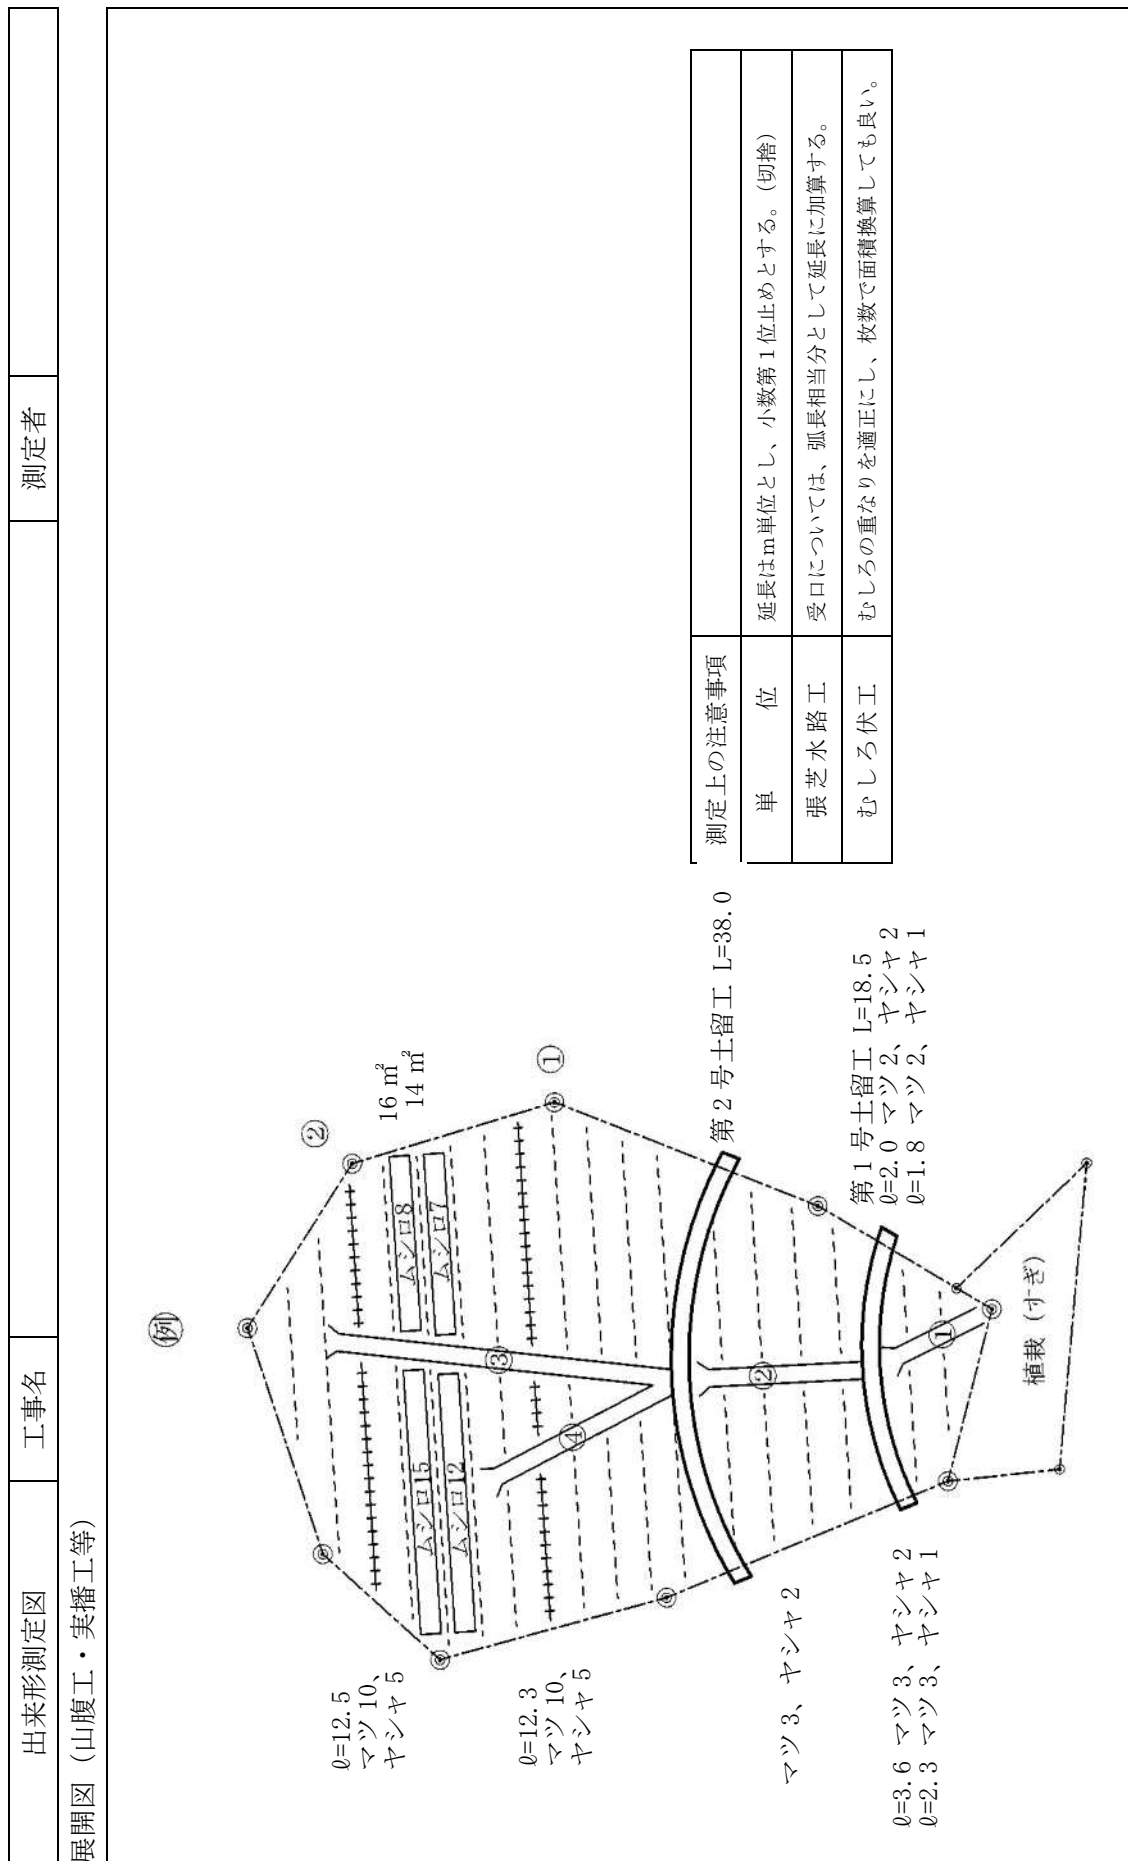 出来形測定図
工事名
測定者
展開図（山腹工・実播工等）
例
②
①
16 ㎡
14 ㎡
ℓ=12.5
マツ 10、
ヤシャ 5
ムシロ15
ムシロ8
ムシロ12
ムシロ7
③
ℓ=12.3
マツ 10、
ヤシャ 5
④
第 2 号土留工 L=38.0
②
マツ 3、ヤシャ 2
第 1 号土留工 L=18.5
ℓ=2.0 マツ 2、ヤシャ 2
ℓ=1.8 マツ 2、ヤシャ 1
ℓ=3.6 マツ 3、ヤシャ 2
ℓ=2.3 マツ 3、ヤシャ 1
①
植栽（すぎ）
測定上の注意事項
単位 延長はm単位とし、小数第１位止めとする。（切捨）
張芝水路工 受口については、弧長相当分として延長に加算する。
むしろ伏工 むしろの重なりを適正にし、枚数で面積換算しても良い。